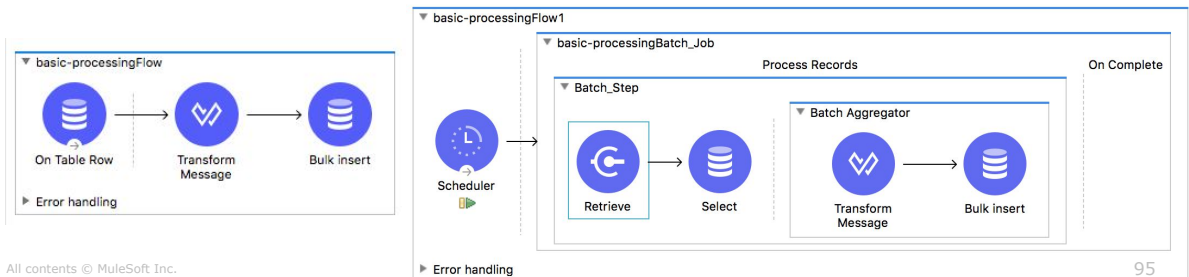 basic-processingFlow
On Table Row
Transform
Message
Bulk insert
Error handling
basic-processingFlow1
basic-processingBatch_Job
Process Records
On Complete
Batch_Step
Batch Aggregator
Scheduler
Retrieve
Select
Transform
Message
Bulk insert
Error handling
All contents © MuleSoft Inc.
95